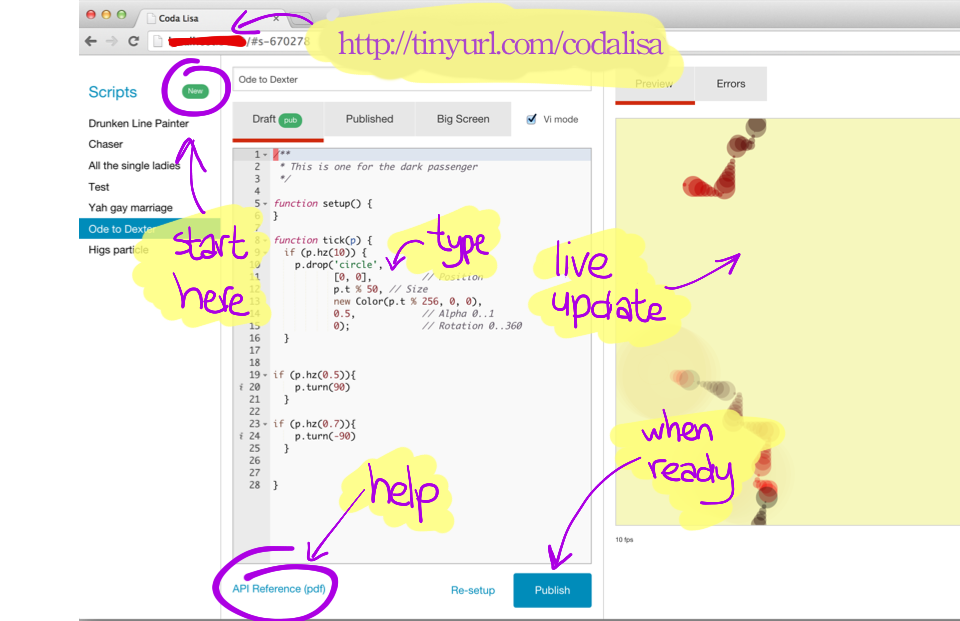 Coda Lisa
/#s-670278
http://tinyurl.com/codalisa
Scripts
New
Drunken Line Painter
Chaser
All the single ladies
Test
Yah gay marriage
Ode to Dexter
Higs particle
start
here
Ode to Dexter
Draft pub
Published
Big Screen
Vi mode
1 /**
2 * This is one for the dark passenger
3 */
4
5 function setup() {
6 }
7
8 function tick(p) {
9 if (p.hz(10)) {
10 p.drop('circle',
11 [0, 0], // Position
12 p.t % 50, // Size
13 new Color(p.t % 256, 0, 0),
14 0.5, // Alpha 0..1
15 0); // Rotation 0..360
16 }
17
18
19 if (p.hz(0.5)){
i 20 p.turn(90)
21 }
22
23 if (p.hz(0.7)){
i 24 p.turn(-90)
25 }
26
27
28 }
type
help
API Reference (pdf)
Re-setup
Publish
Preview
Errors
live
update
when
ready
10 fps